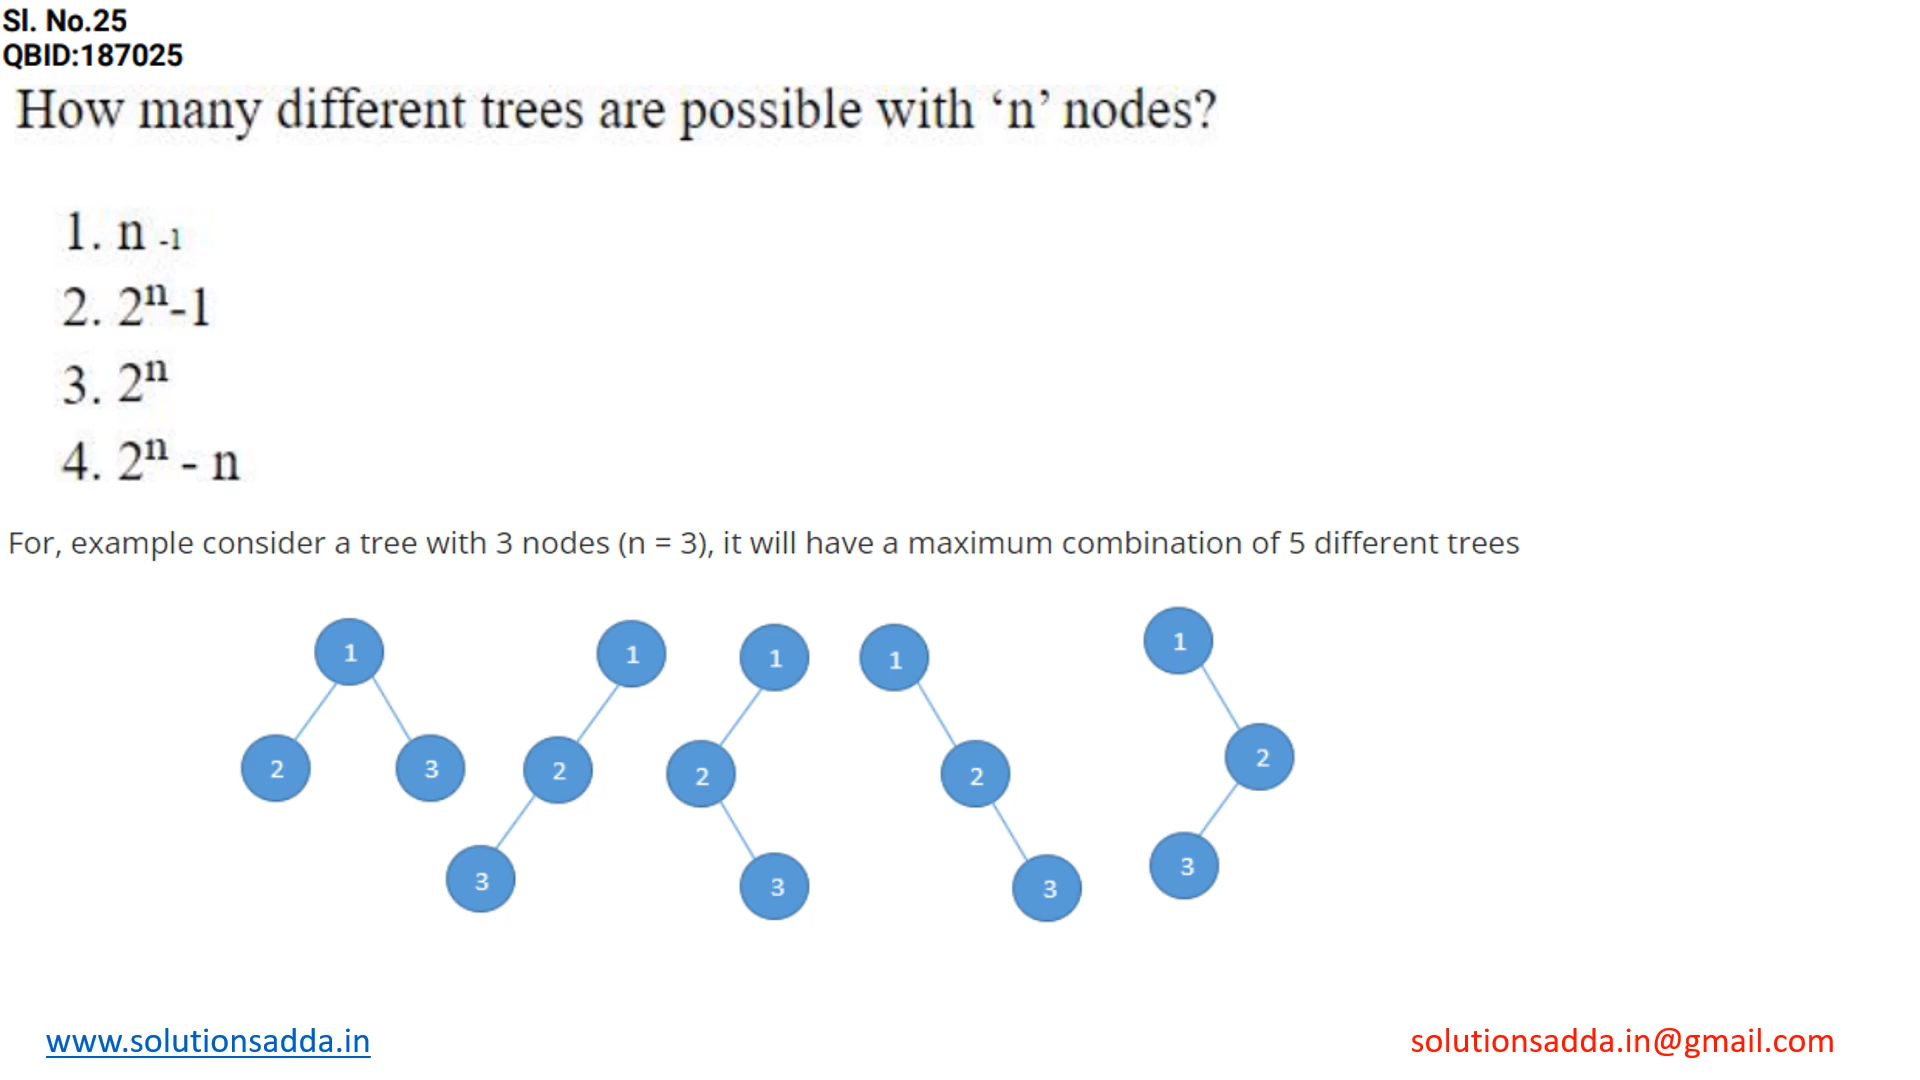 Sl. No.25
QBID:187025
How many different trees are possible with ‘n’ nodes?
1. n -1
2. 2ⁿ-1
3. 2ⁿ
4. 2ⁿ - n
For, example consider a tree with 3 nodes (n = 3), it will have a maximum combination of 5 different trees
1 1 1 1 1
2 3 2 2 2 2
3 3 3 3
www.solutionsadda.in
solutionsadda.in@gmail.com